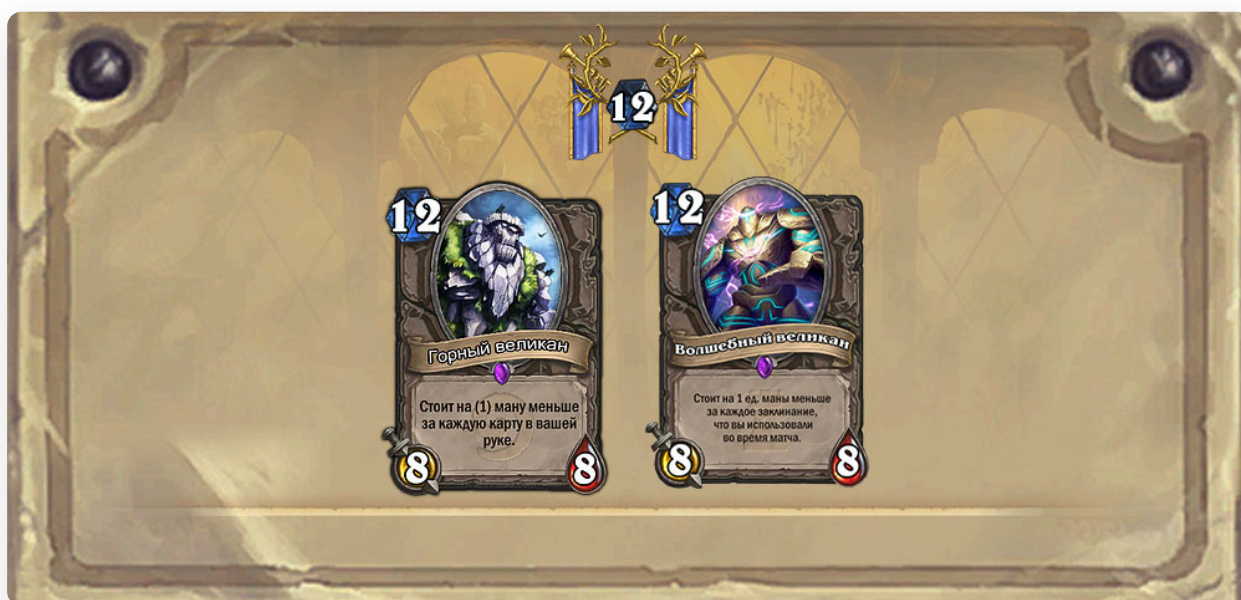 12
12
Горный великан
Стоит на (1) ману меньше
за каждую карту в вашей
руке.
8
8
12
Волшебный великан
Стоит на 1 ед. маны меньше
за каждое заклинание,
что вы использовали
во время матча.
8
8